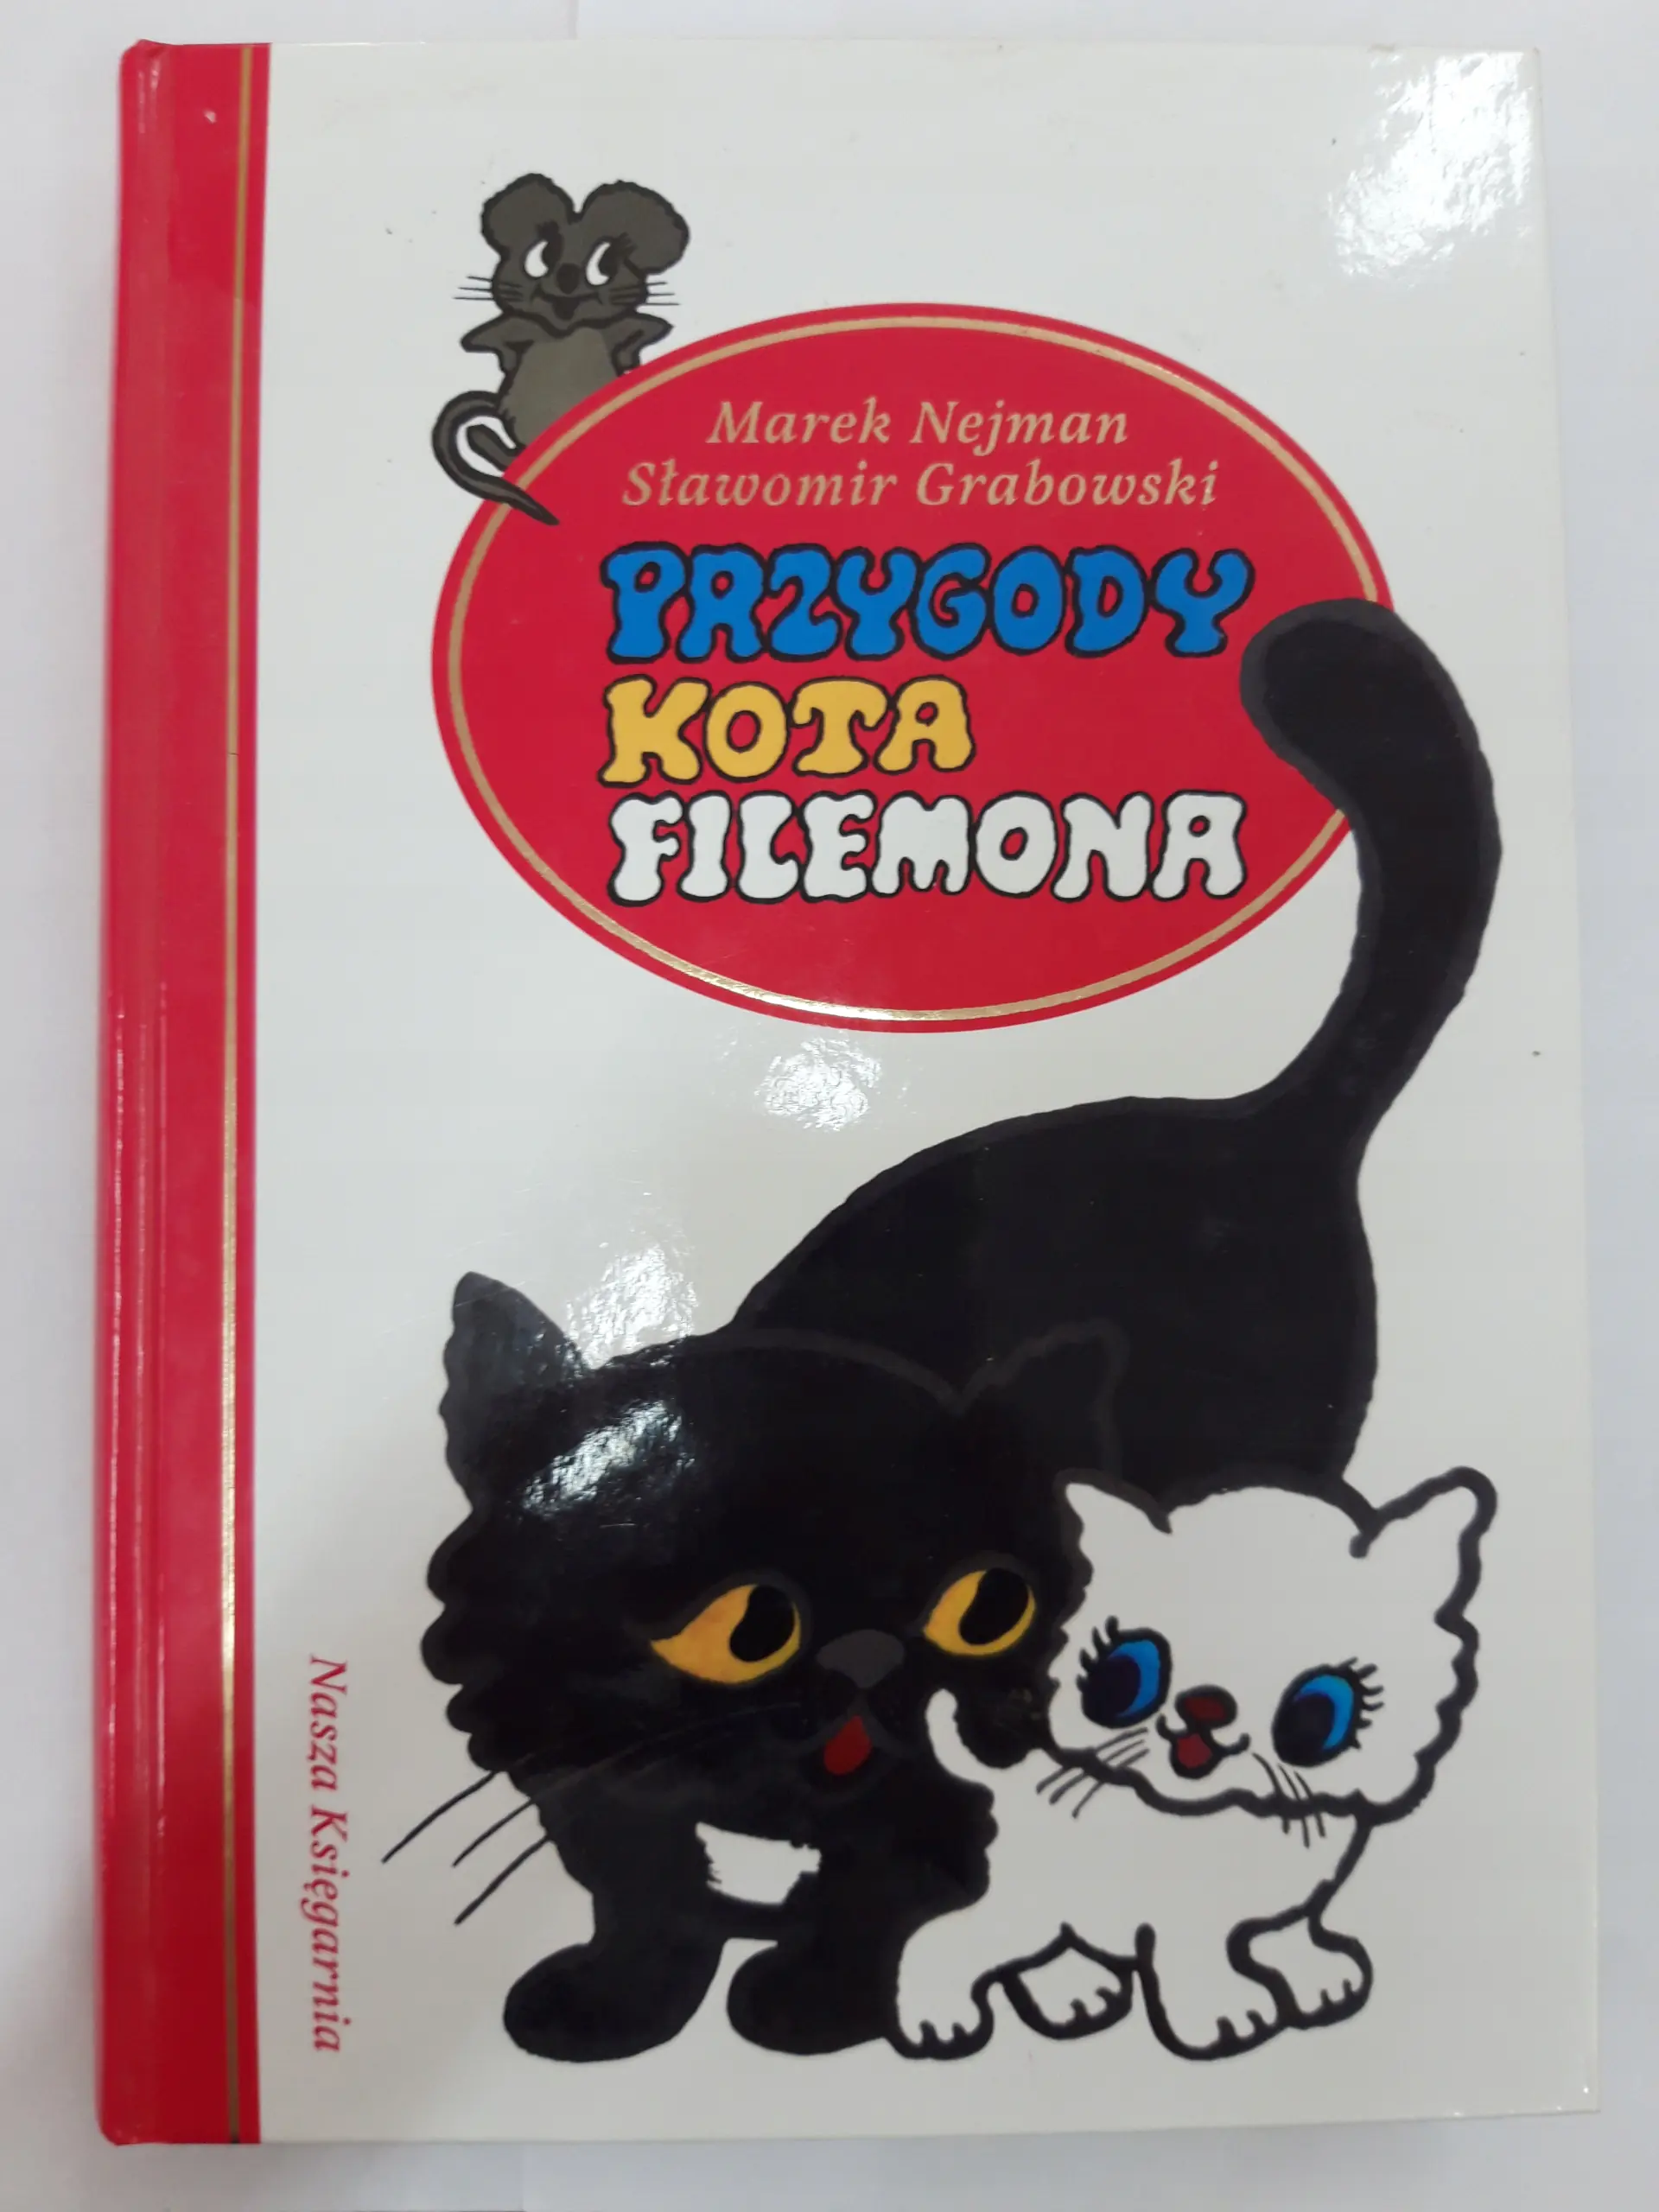 Marek Nejman
Sławomir Grabowski
PRZYGODY
KOTA
FILEMONA
Nasza Księgarnia